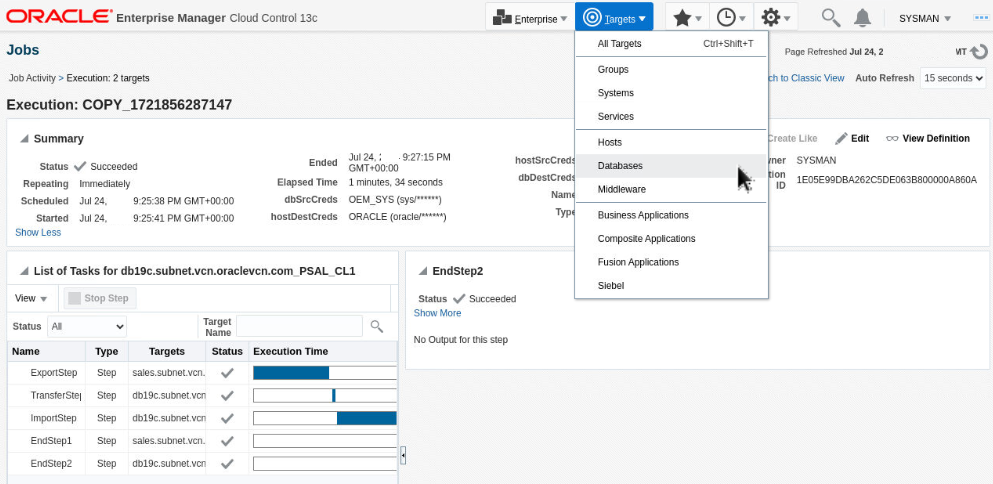 ORACLE Enterprise Manager Cloud Control 13c
Enterprise
Targets
SYSMAN
Jobs
Page Refreshed Jul 24, 2
MT
Job Activity > Execution: 2 targets
to Classic View
Auto Refresh 15 seconds
Execution: COPY_1721856287147
Summary
Create Like
Edit
View Definition
Status Succeeded
Repeating Immediately
Scheduled Jul 24, 9:25:38 PM GMT+00:00
Started Jul 24, 9:25:41 PM GMT+00:00
Show Less
Ended Jul 24, 9:27:15 PM
GMT+00:00
Elapsed Time 1 minutes, 34 seconds
dbSrcCreds OEM_SYS (sys/******)
hostDestCreds ORACLE (oracle/******)
hostSrcCreds
dbDestCreds
Name
Type
SYSMAN
ID
1E05E99DBA262C5DE063B800000A860A
All Targets Ctrl+Shift+T
Groups
Systems
Services
Hosts
Databases
Middleware
Business Applications
Composite Applications
Fusion Applications
Siebel
List of Tasks for db19c.subnet.vcn.oraclevcn.com_PSAL_CL1
View
Stop Step
Status All
Target
Name
Name Type Targets Status Execution Time
ExportStep Step sales.subnet.vcn.
TransferStep Step db19c.subnet.vcn
ImportStep Step db19c.subnet.vcn
EndStep1 Step sales.subnet.vcn.
EndStep2 Step db19c.subnet.vcn
EndStep2
Status Succeeded
Show More
No Output for this step